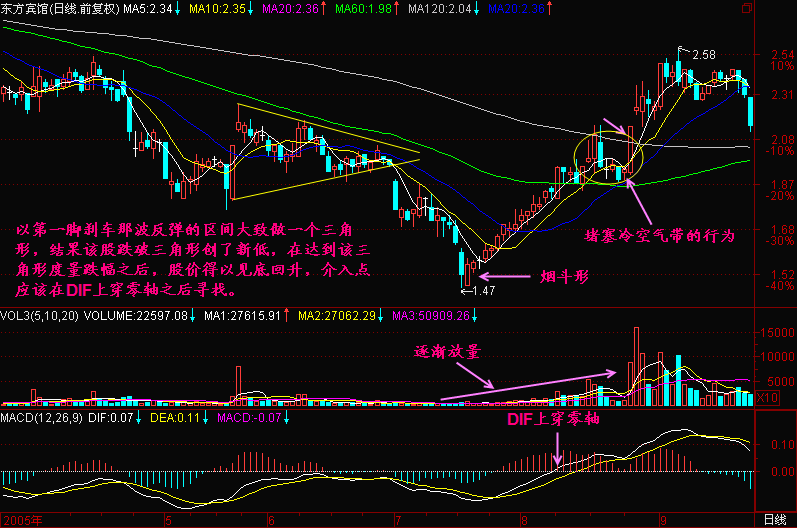 东方宾馆(日线.前复权) MA5:2.34↓ MA10:2.35↓ MA20:2.36↑ MA60:1.98↑ MA120:2.04↓ MA20:2.36↑
2.58
2.54
10%
2.31
2.08
-10%
1.87
-20%
堵塞冷空气带的行为
1.68
-30%
以第一脚刹车那波反弹的区间大致做一个三角
形，结果该股跌破三角形创了新低，在达到该三
角形度量跌幅之后，股价得以见底回升，介入点
应该在DIF上穿零轴之后寻找。
烟斗形
1.52
-40%
←1.47
VOL3(5,10,20) VOLUME:22597.08↓ MA1:27615.91↑ MA2:27062.29↓ MA3:50909.26↓
15000
逐渐放量
10000
5000
X10
MACD(12,26,9) DIF:0.07↓ DEA:0.11↓ MACD:-0.07↓
DIF上穿零轴
0.10
0.00
2005年 5 6 7 8 9 日线